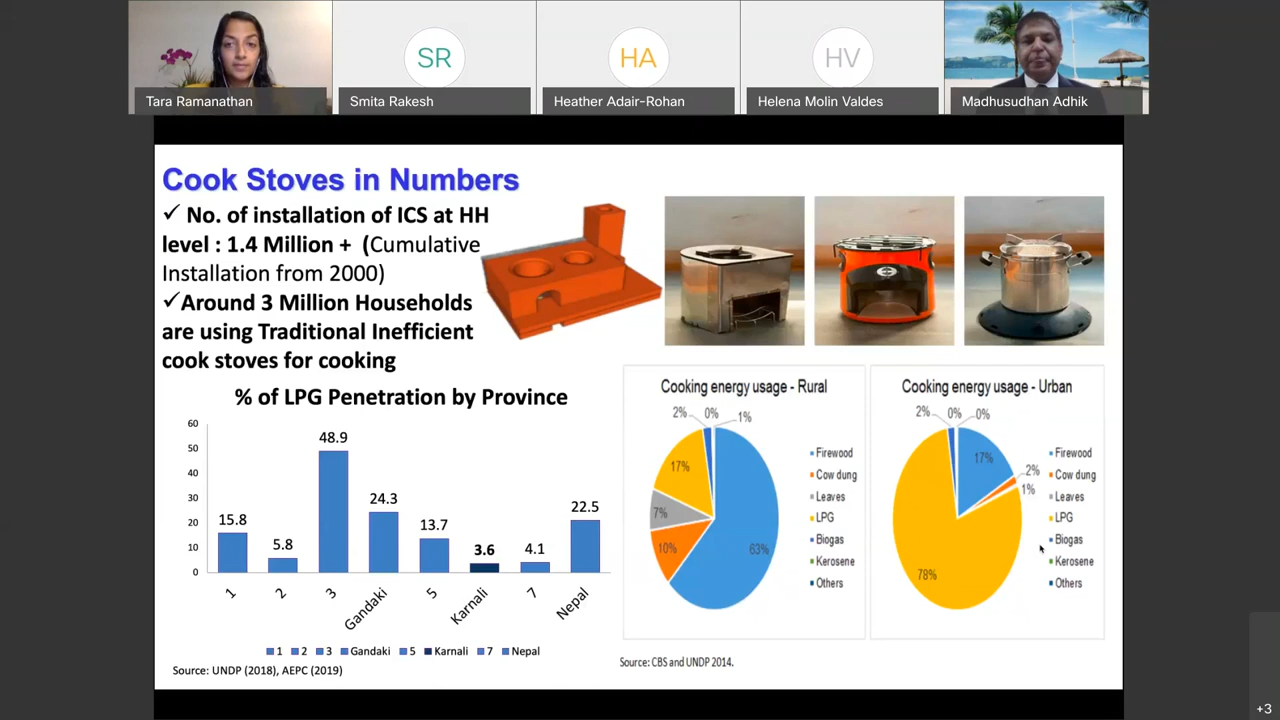 SR
HA
HV
Tara Ramanathan
Smita Rakesh
Heather Adair-Rohan
Helena Molin Valdes
Madhusudhan Adhik
Cook Stoves in Numbers
✓ No. of installation of ICS at HH
level : 1.4 Million + (Cumulative
Installation from 2000)
✓Around 3 Million Households
are using Traditional Inefficient
cook stoves for cooking
% of LPG Penetration by Province
60
50
40
30
20
10
0
15.8
5.8
48.9
24.3
13.7
3.6
4.1
22.5
1
2
3
Gandaki
5
Karnali
7
Nepal
1 2 3 Gandaki 5 Karnali 7 Nepal
Source: UNDP (2018), AEPC (2019)
Cooking energy usage - Rural
2% 0% 1%
17%
7%
10%
63%
Firewood
Cow dung
Leaves
LPG
Biogas
Kerosene
Others
Cooking energy usage - Urban
2% 0% 0%
17%
2%
1%
78%
Firewood
Cow dung
Leaves
LPG
Biogas
Kerosene
Others
Source: CBS and UNDP 2014.
+3